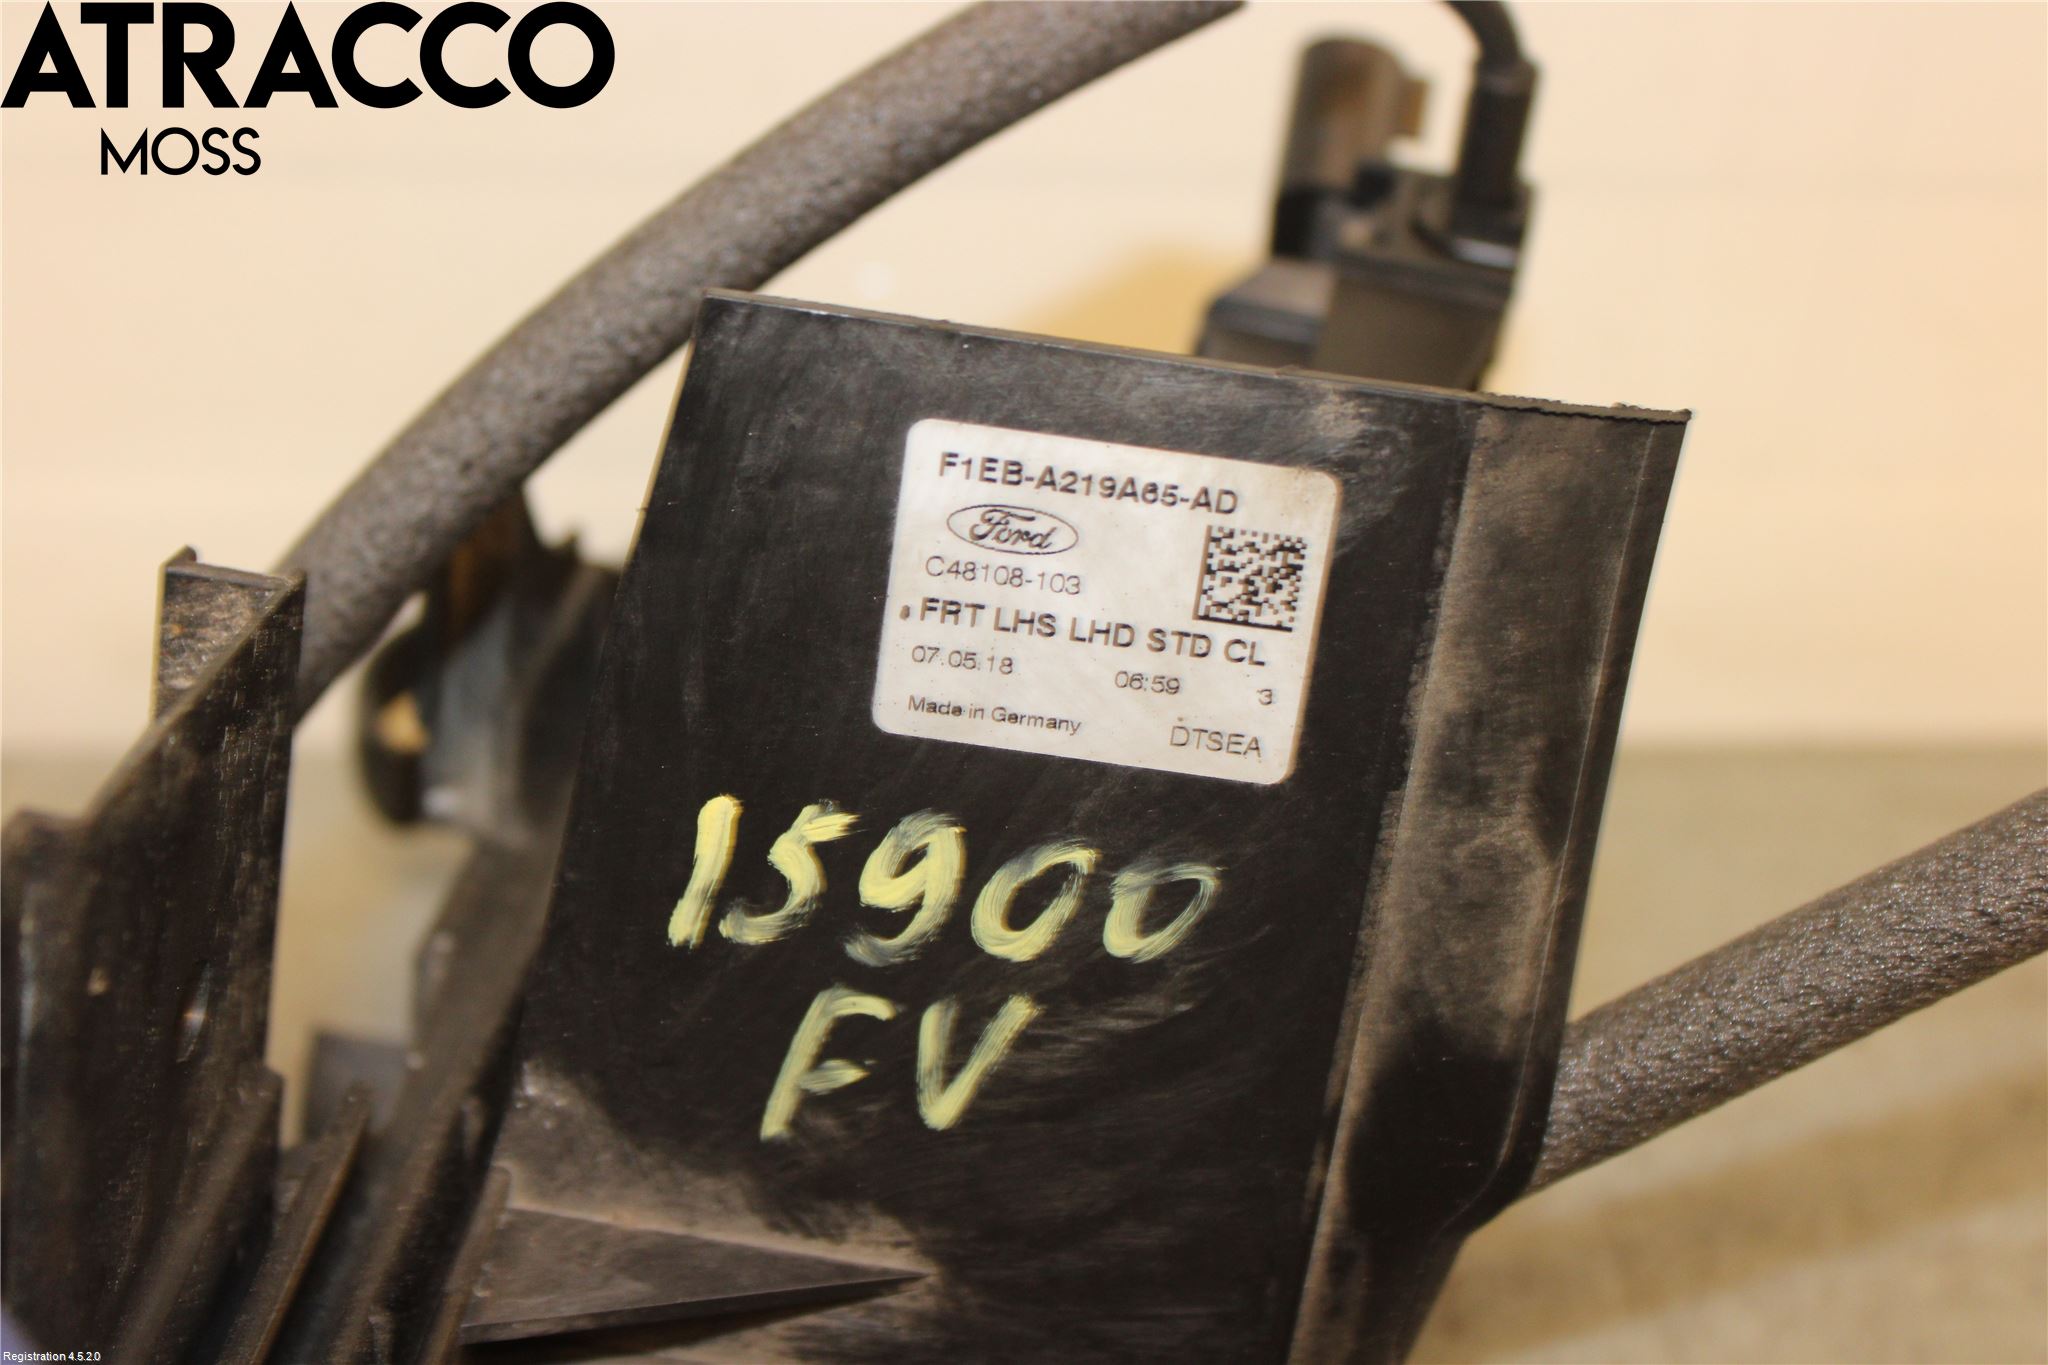 ATRACCO
MOSS
F1EB-A219A65-AD
Ford
C48108-103
FRT LHS LHD STD CL
07.05.18 06:59 3
Made in Germany DTSEA
15900
FV
Registration 4.5.2.0